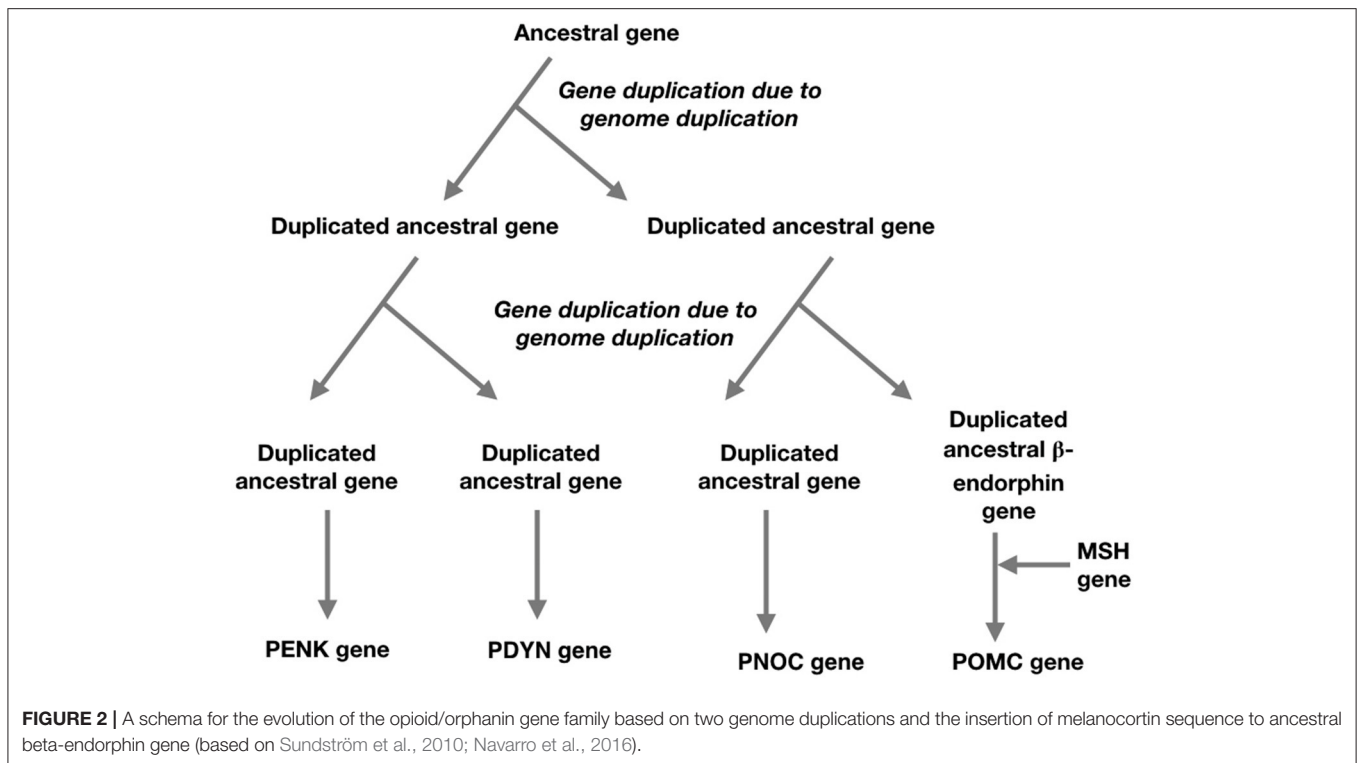 Ancestral gene
Gene duplication due to
genome duplication
Duplicated ancestral gene
Duplicated ancestral gene
Gene duplication due to
genome duplication
Duplicated
ancestral gene
Duplicated
ancestral gene
Duplicated
ancestral gene
Duplicated
ancestral β-
endorphin
gene
MSH
gene
PENK gene
PDYN gene
PNOC gene
POMC gene
FIGURE 2 | A schema for the evolution of the opioid/orphanin gene family based on two genome duplications and the insertion of melanocortin sequence to ancestral
beta-endorphin gene (based on Sundström et al., 2010; Navarro et al., 2016).